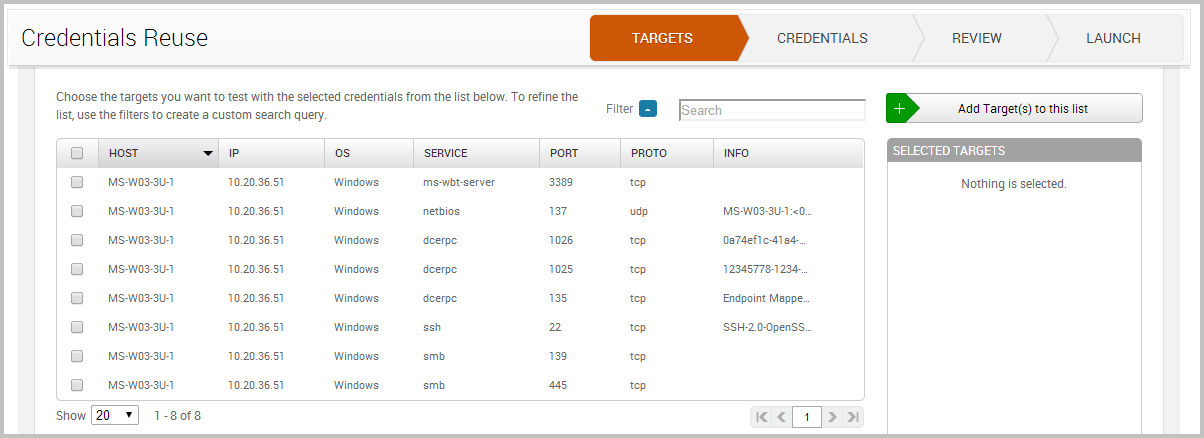 Credentials Reuse
TARGETS CREDENTIALS REVIEW LAUNCH
Choose the targets you want to test with the selected credentials from the list below. To refine the
list, use the filters to create a custom search query.
Filter Search
Add Target(s) to this list
HOST IP OS SERVICE PORT PROTO INFO
MS-W03-3U-1 10.20.36.51 Windows ms-wbt-server 3389 tcp
MS-W03-3U-1 10.20.36.51 Windows netbios 137 udp MS-W03-3U-1:<0...
MS-W03-3U-1 10.20.36.51 Windows dcerpc 1026 tcp 0a74ef1c-41a4-...
MS-W03-3U-1 10.20.36.51 Windows dcerpc 1025 tcp 12345778-1234-...
MS-W03-3U-1 10.20.36.51 Windows dcerpc 135 tcp Endpoint Mappe...
MS-W03-3U-1 10.20.36.51 Windows ssh 22 tcp SSH-2.0-OpenSS...
MS-W03-3U-1 10.20.36.51 Windows smb 139 tcp
MS-W03-3U-1 10.20.36.51 Windows smb 445 tcp
Show 20 1 - 8 of 8 1
SELECTED TARGETS
Nothing is selected.